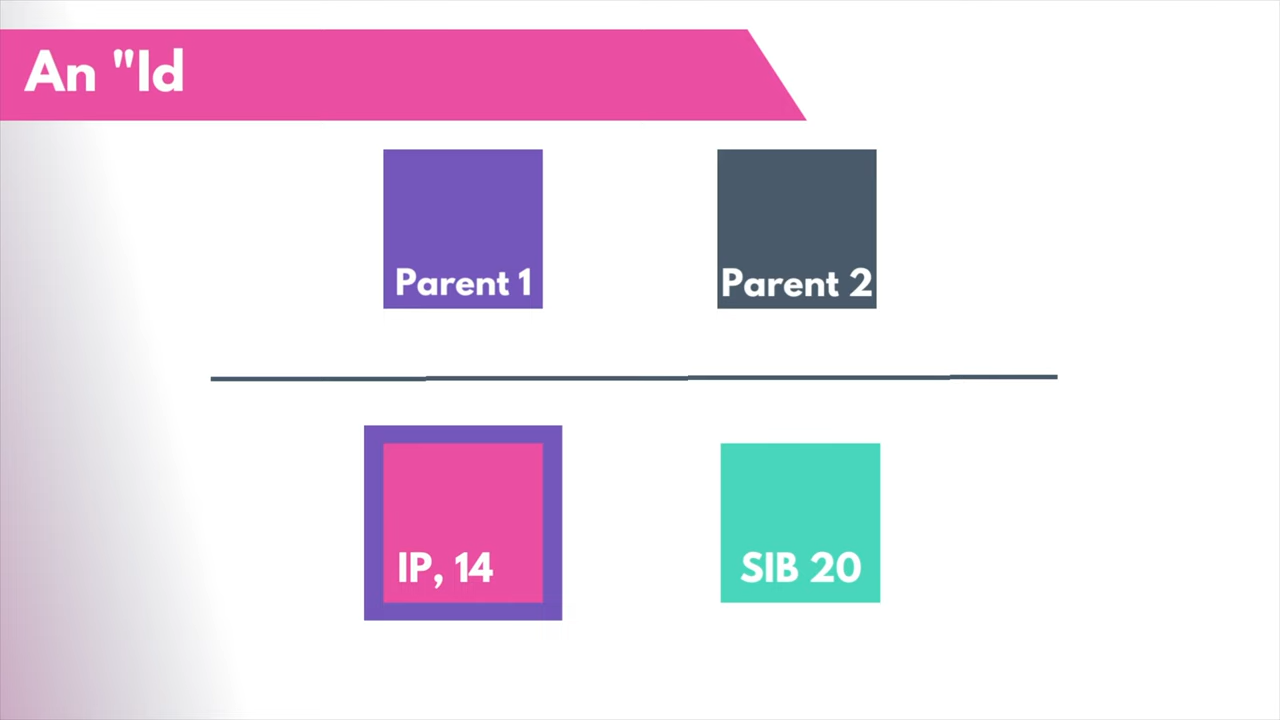 An "Id
Parent 1
Parent 2
IP, 14
SIB 20